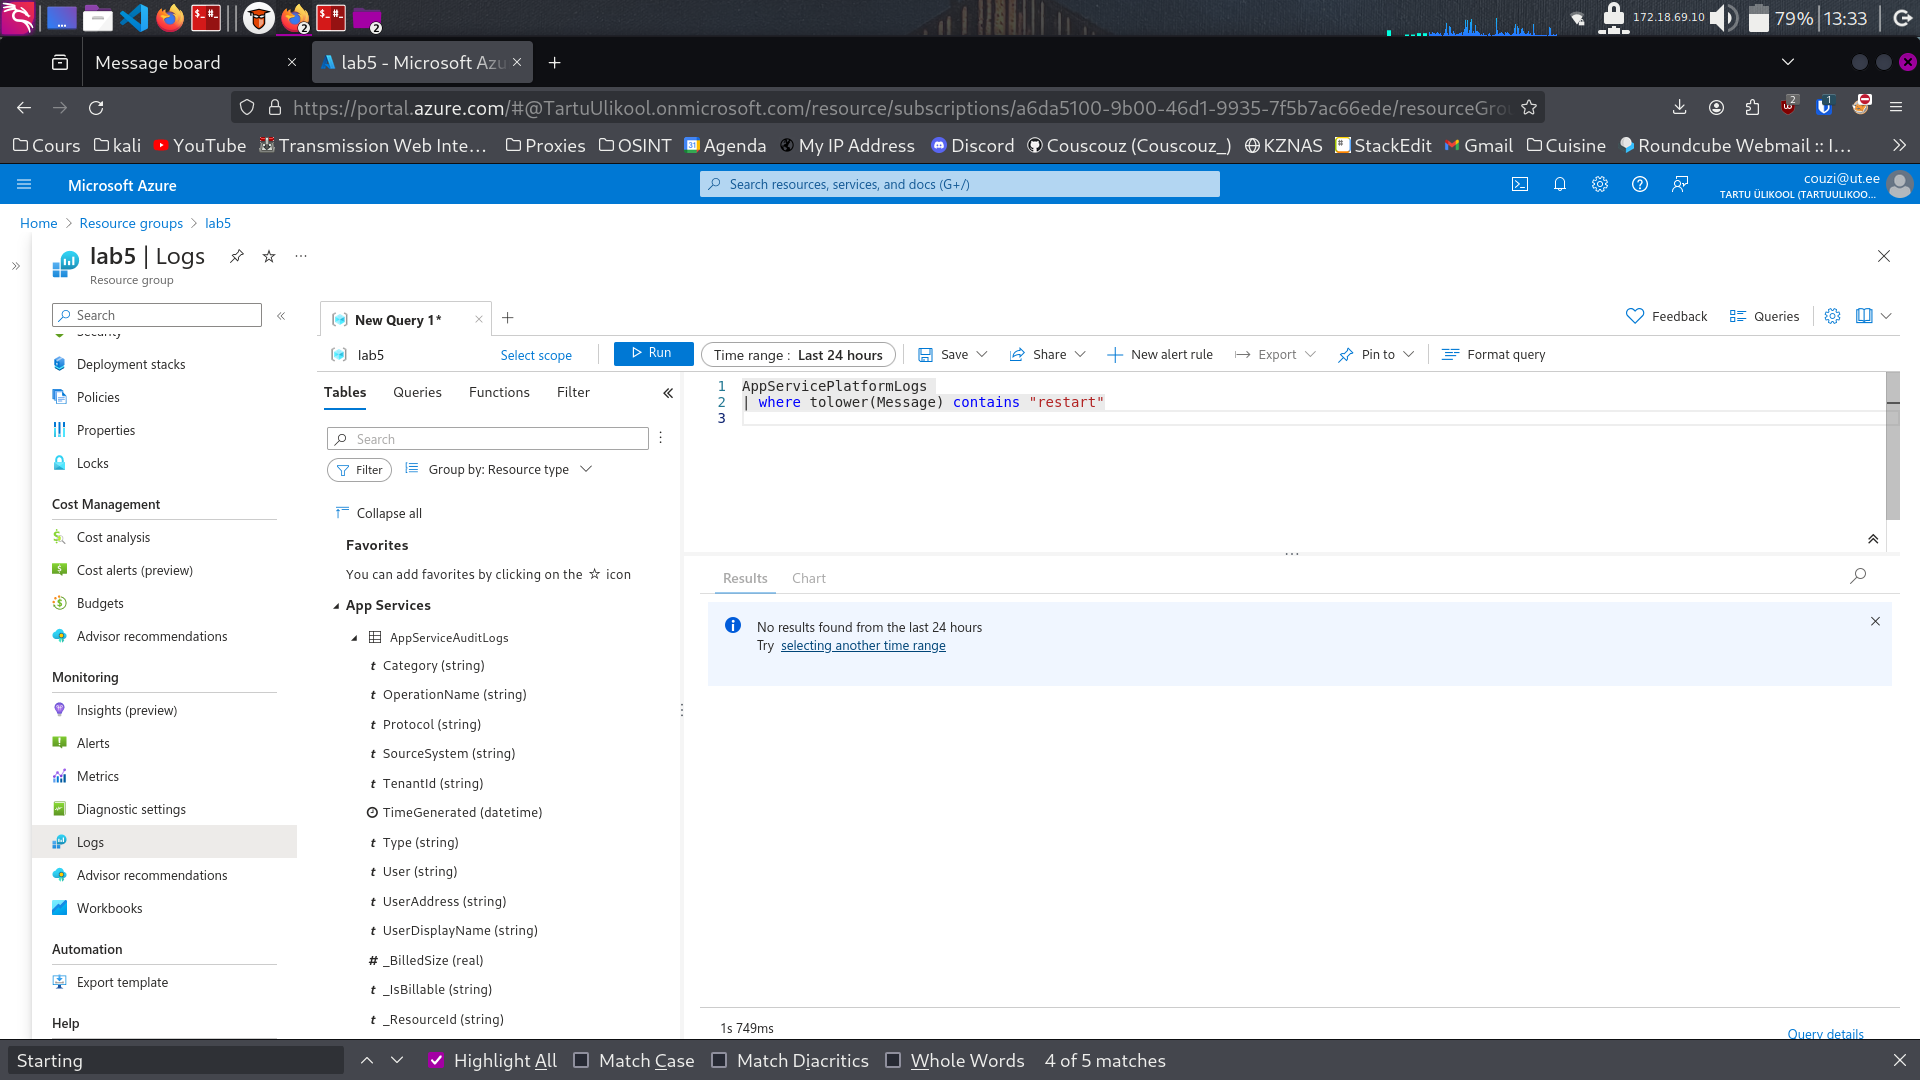 172.18.69.10
79%
13:33
2
2
Message board
lab5 - Microsoft Azu
https://portal.azure.com/#@TartuUlikool.onmicrosoft.com/resource/subscriptions/a6da5100-9b00-46d1-9935-7f5b7ac66ede/resourceGrou
2
1
Cours
kali
YouTube
Transmission Web Inte…
Proxies
OSINT
Agenda
My IP Address
Discord
Couscouz (Couscouz_)
KZNAS
StackEdit
Gmail
Cuisine
Roundcube Webmail :: I…
Microsoft Azure
Search resources, services, and docs (G+/)
couzi@ut.ee
TARTU ÜLIKOOL (TARTUULIKOO...
Home > Resource groups > lab5
lab5 | Logs
Resource group
Search
Security
Deployment stacks
Policies
Properties
Locks
Cost Management
Cost analysis
Cost alerts (preview)
Budgets
Advisor recommendations
Monitoring
Insights (preview)
Alerts
Metrics
Diagnostic settings
Logs
Advisor recommendations
Workbooks
Automation
Export template
Help
New Query 1*
Feedback
Queries
lab5
Select scope
Run
Time range : Last 24 hours
Save
Share
New alert rule
Export
Pin to
Format query
Tables
Queries
Functions
Filter
Search
Filter
Group by: Resource type
Collapse all
Favorites
You can add favorites by clicking on the ☆ icon
App Services
AppServiceAuditLogs
t Category (string)
t OperationName (string)
t Protocol (string)
t SourceSystem (string)
t TenantId (string)
TimeGenerated (datetime)
t Type (string)
t User (string)
t UserAddress (string)
t UserDisplayName (string)
# _BilledSize (real)
t _IsBillable (string)
t _ResourceId (string)
1 AppServicePlatformLogs
2 | where tolower(Message) contains "restart"
3
Results
Chart
No results found from the last 24 hours
Try selecting another time range
1s 749ms
Query details
Starting
Highlight All
Match Case
Match Diacritics
Whole Words
4 of 5 matches